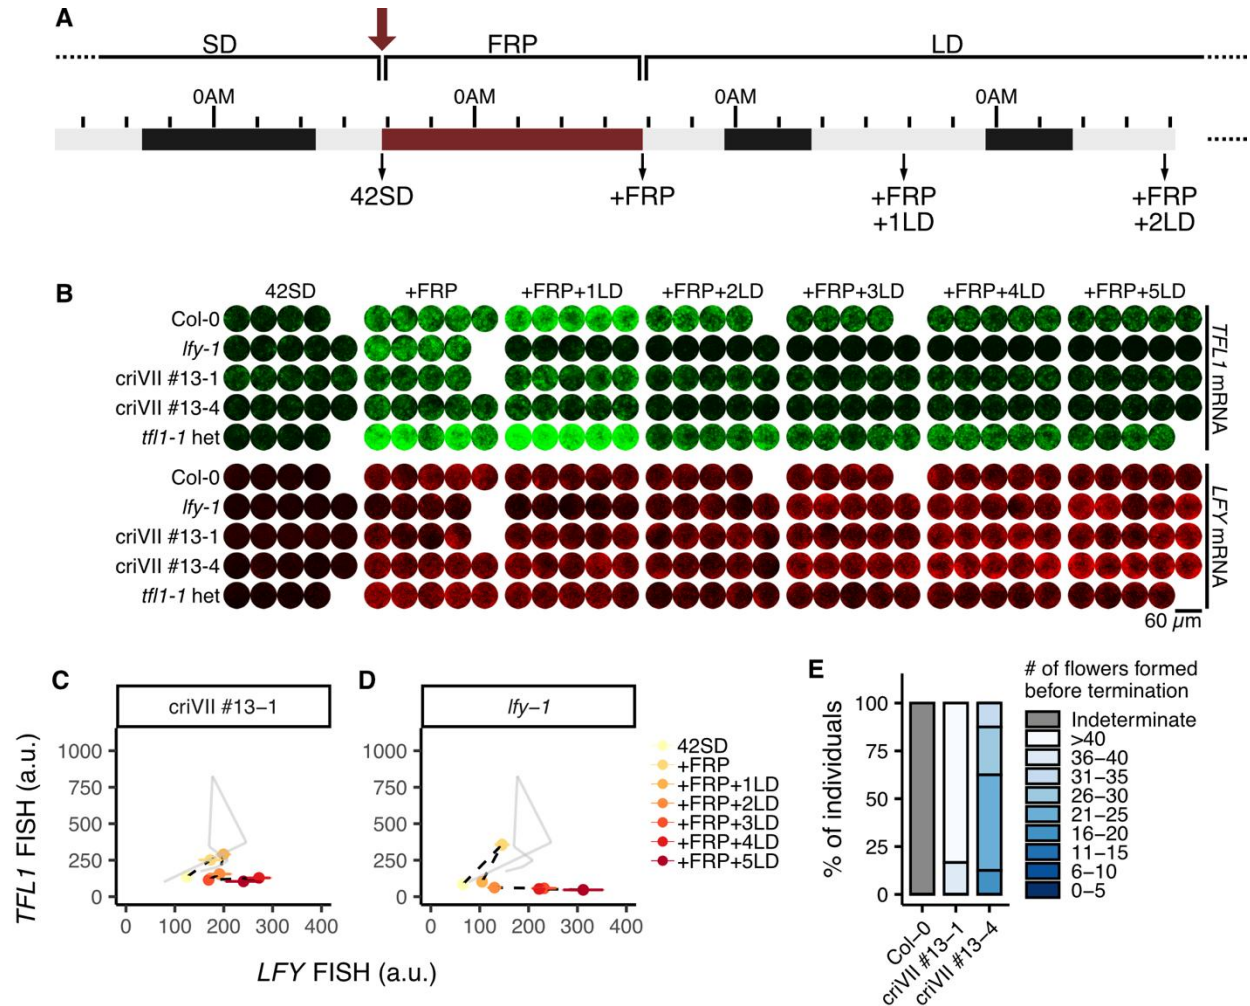 A
SD FRP LD
0AM 0AM 0AM 0AM
42SD +FRP +FRP +FRP
+1LD +2LD
B
42SD +FRP +FRP+1LD +FRP+2LD +FRP+3LD +FRP+4LD +FRP+5LD
Col-0
lfy-1
criVII #13-1
criVII #13-4
tfl1-1 het
TFL1 mRNA
Col-0
lfy-1
criVII #13-1
criVII #13-4
tfl1-1 het
LFY mRNA
60 µm
C
criVII #13–1
TFL1 FISH (a.u.)
1000
750
500
250
0
0 100 200 300 400
D
lfy–1
1000
750
500
250
0
0 100 200 300 400
LFY FISH (a.u.)
42SD
+FRP
+FRP+1LD
+FRP+2LD
+FRP+3LD
+FRP+4LD
+FRP+5LD
E
% of individuals
100
75
50
25
0
Col–0
criVII #13–1
criVII #13–4
# of flowers formed
before termination
Indeterminate
>40
36–40
31–35
26–30
21–25
16–20
11–15
6–10
0–5